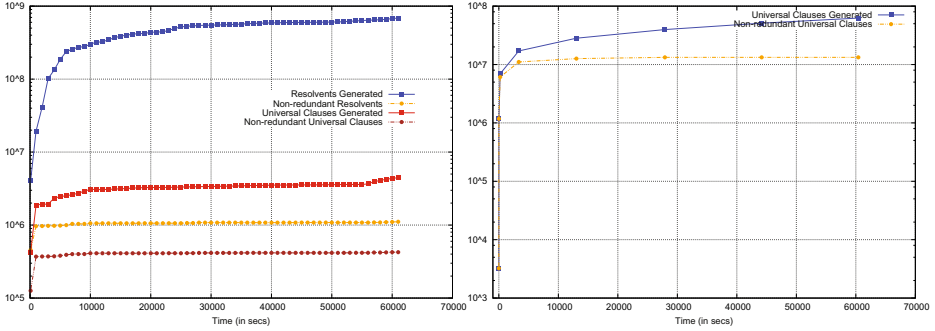 10^9
10^8
10^7
10^6
10^5
Resolvents Generated
Non-redundant Resolvents
Universal Clauses Generated
Non-redundant Universal Clauses
0 10000 20000 30000 40000 50000 60000 70000
Time (in secs)
10^8
10^7
10^6
10^5
10^4
10^3
Universal Clauses Generated
Non-redundant Universal Clauses
0 10000 20000 30000 40000 50000 60000 70000
Time (in secs)